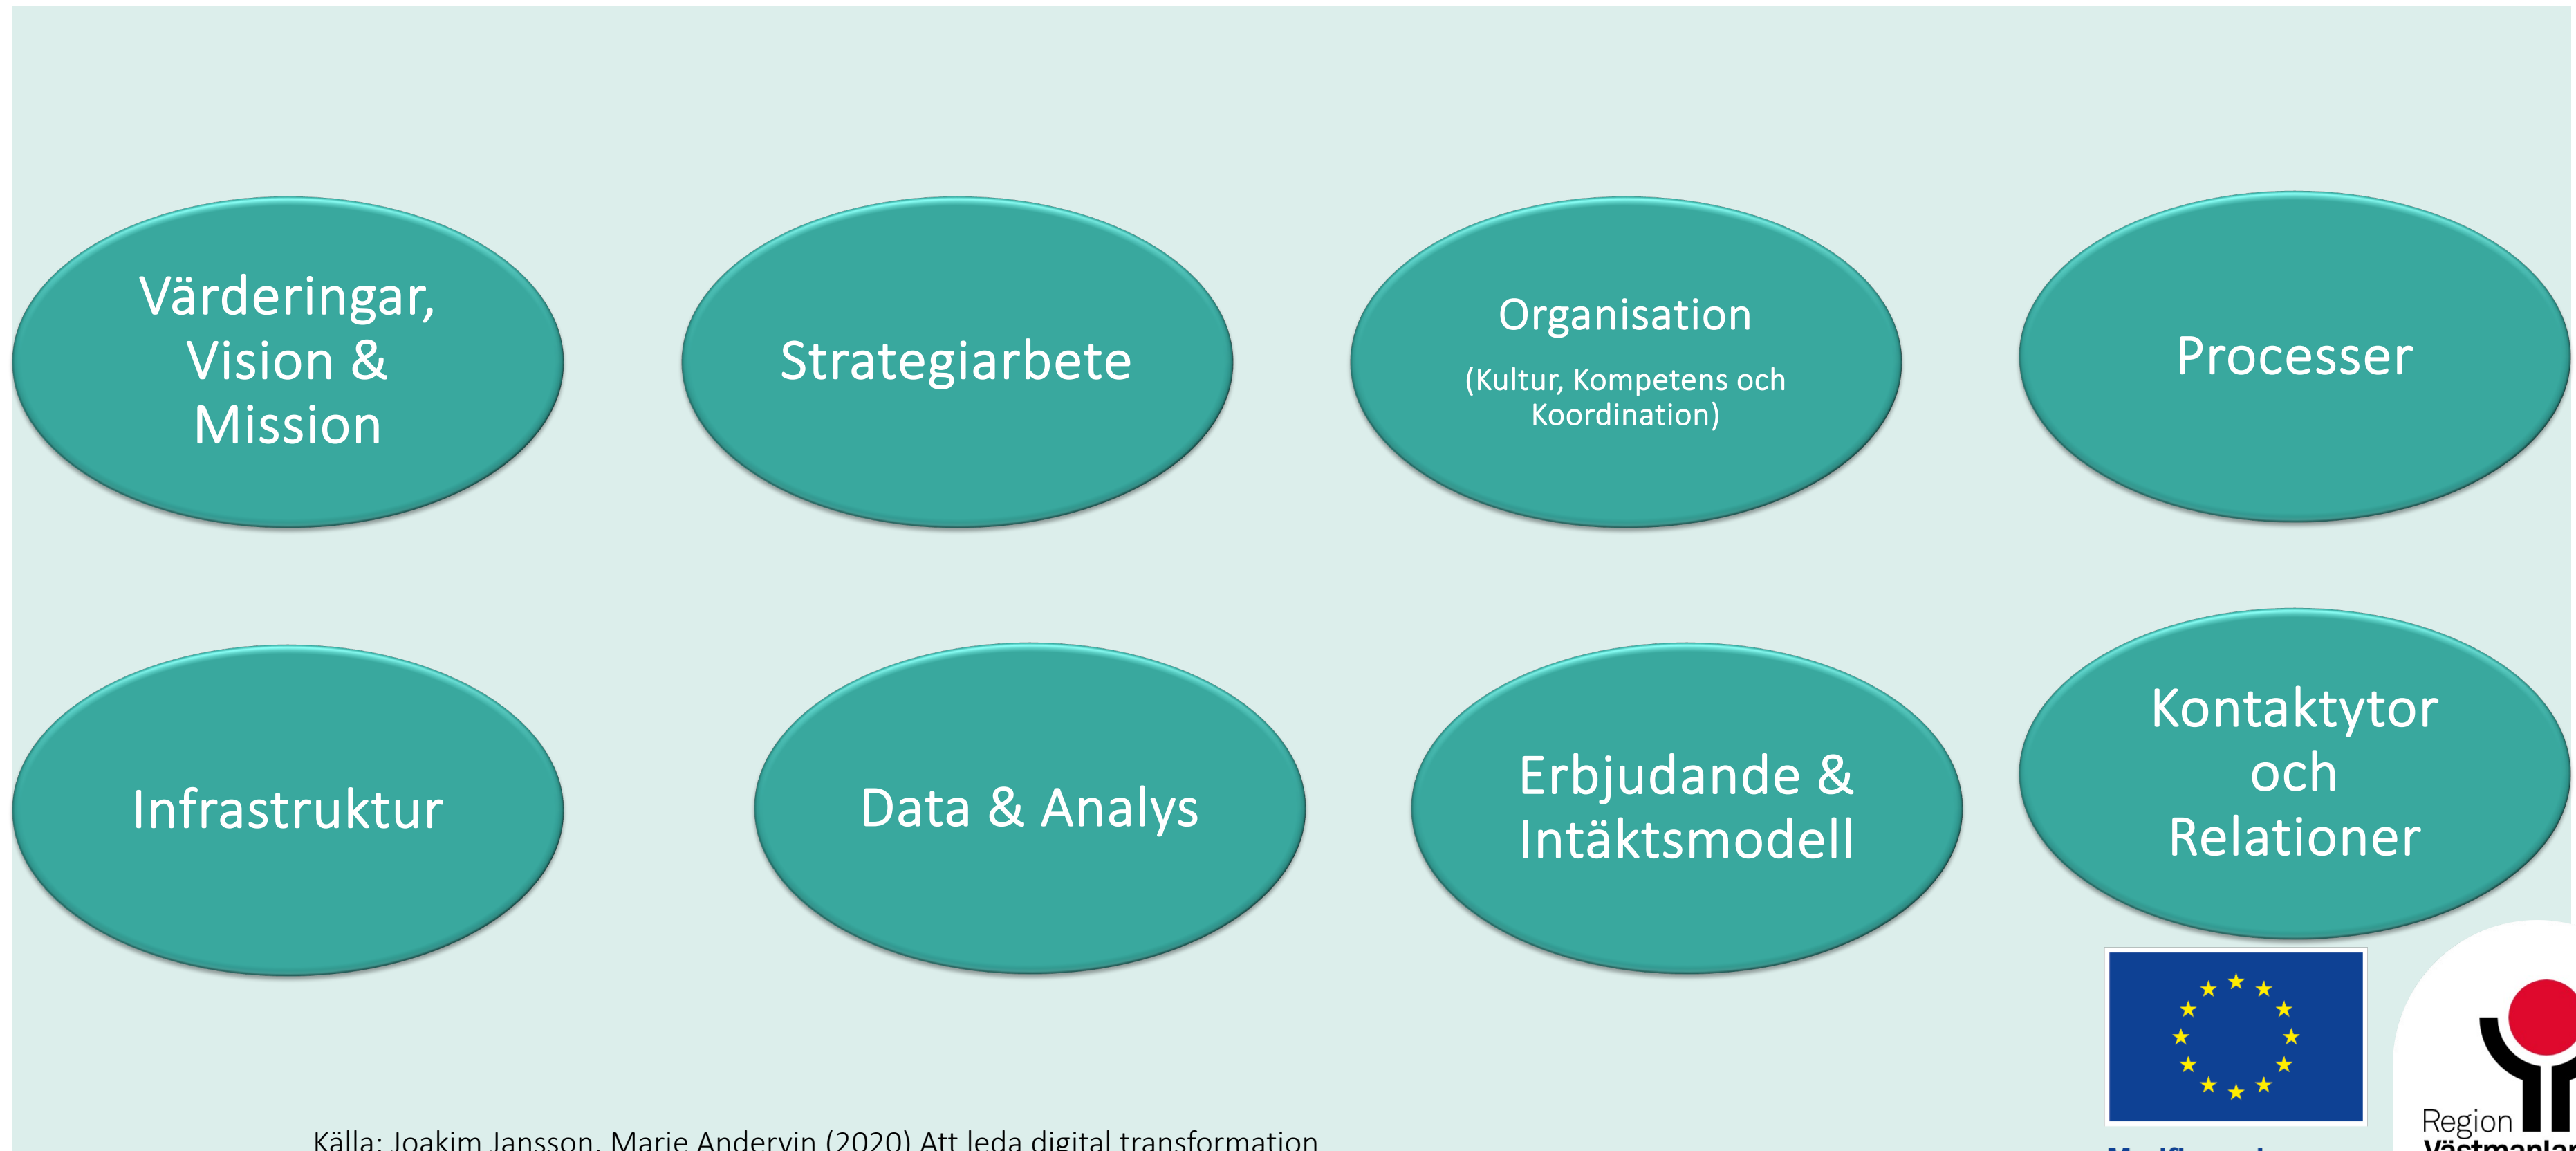 Värderingar,
Vision &
Mission
Strategiarbete
Organisation
(Kultur, Kompetens och
Koordination)
Processer
Infrastruktur
Data & Analys
Erbjudande &
Intäktsmodell
Kontaktytor
och
Relationer
Källa: Joakim Jansson, Marie Andervin (2020) Att leda digital transformation
Region